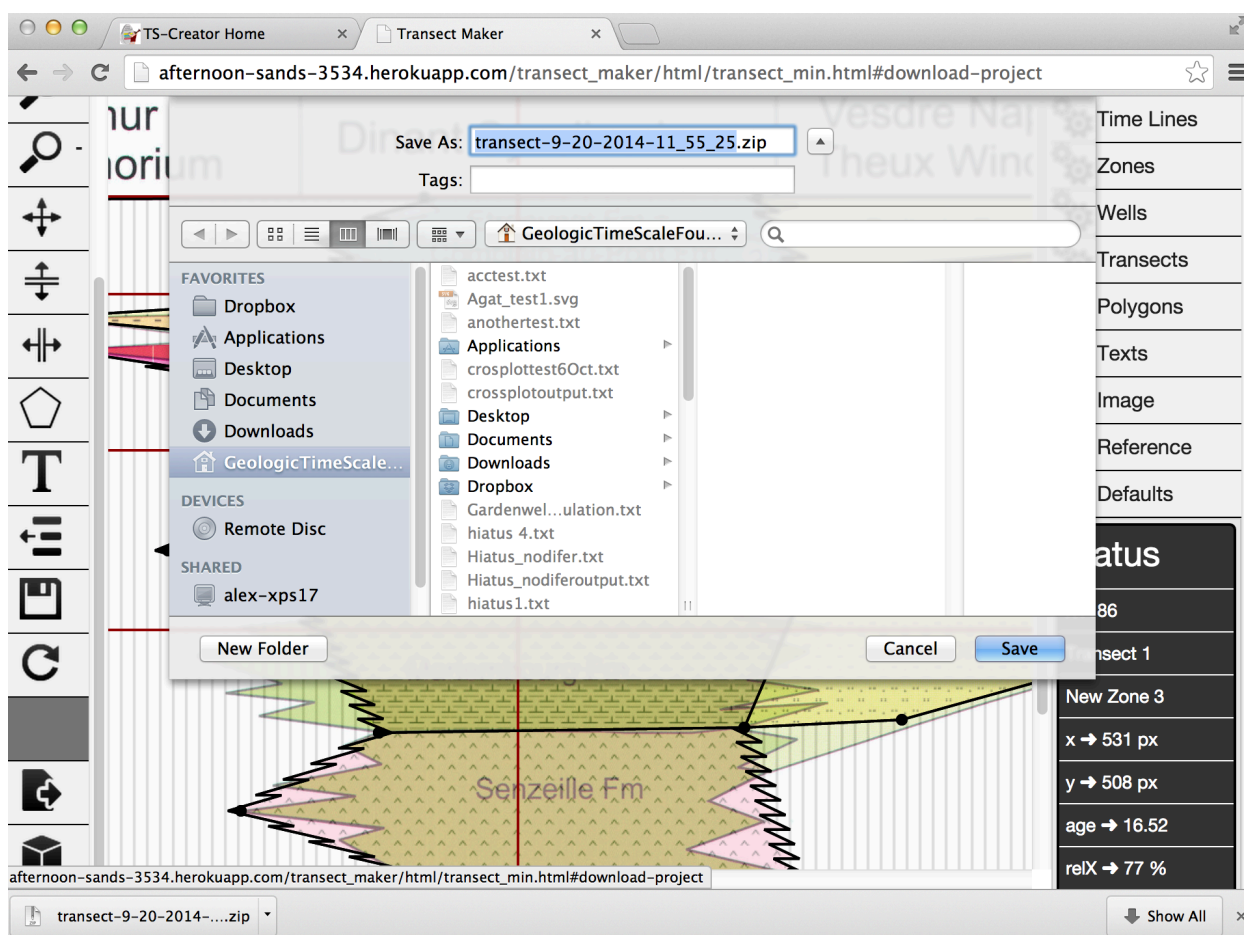 TS-Creator Home
Transect Maker
afternoon-sands-3534.herokuapp.com/transect_maker/html/transect_min.html#download-project
Save As: transect-9-20-2014-11_55_25.zip
Tags:
GeologicTimeScaleFou...
FAVORITES
Dropbox
Applications
Desktop
Documents
Downloads
GeologicTimeScale...
DEVICES
Remote Disc
SHARED
alex-xps17
acctest.txt
Agat_test1.svg
anothertest.txt
Applications
crosplottest6Oct.txt
crossplotoutput.txt
Desktop
Documents
Downloads
Dropbox
Gardenwel...ulation.txt
hiatus 4.txt
Hiatus_nodifer.txt
Hiatus_nodiferoutput.txt
hiatus1.txt
New Folder
Cancel
Save
Time Lines
Zones
Wells
Transects
Polygons
Texts
Image
Reference
Defaults
atus
86
nsect 1
New Zone 3
x ➜ 531 px
y ➜ 508 px
age ➜ 16.52
relX ➜ 77 %
Dinant
Vesdre Nap
Theux Wind
Senzeille Fm
T
afternoon-sands-3534.herokuapp.com/transect_maker/html/transect_min.html#download-project
transect-9-20-2014-....zip
Show All